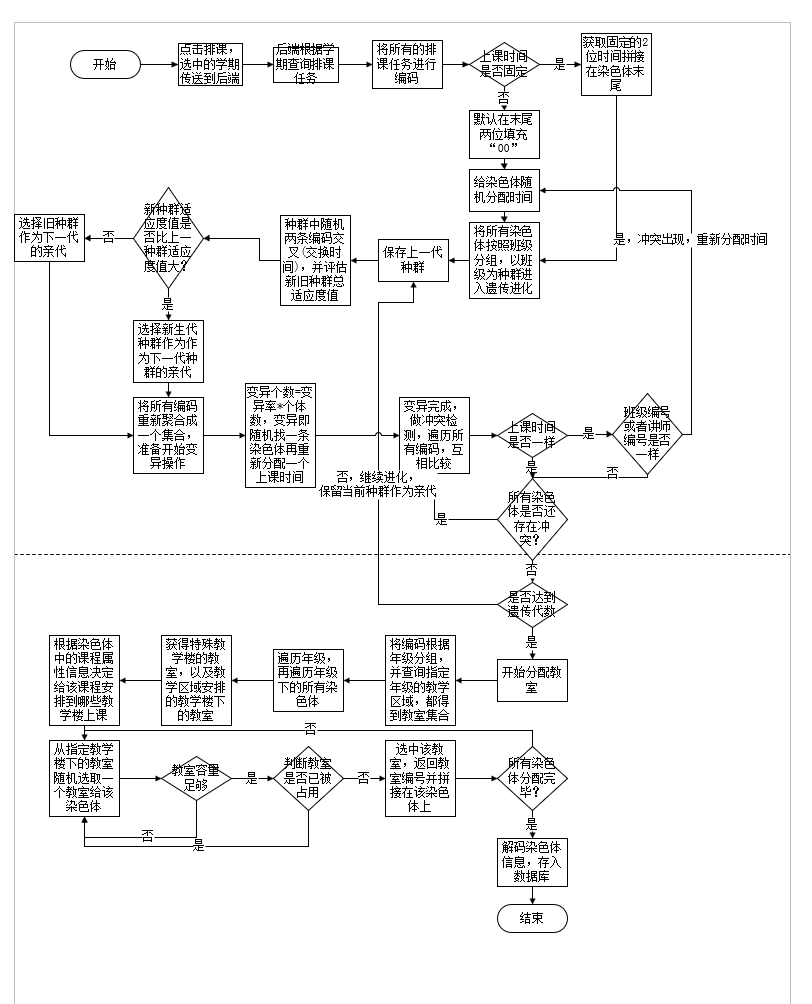 开始
点击排课，
选中的学期
传送到后端
后端根据学
期查询排课
任务
将所有的排
课任务进行
编码
上课时间
是否固定
是
获取固定的2
位时间拼接
在染色体末
尾
否
默认在末尾
两位填充
“00”
给染色体随
机分配时间
将所有染色
体按照班级
分组，以班
级为种群进
入遗传进化
是，冲突出现，重新分配时间
保存上一代
种群
种群中随机
两条编码交
叉(交换时
间)，并评估
新旧种群总
适应度值
新种群适
应度值是
否比上一
种群适应
度值大？
否
选择旧种群
作为下一代
的亲代
是
选择新生代
种群作为作
为下一代种
群的亲代
将所有编码
重新聚合成
一个集合，
准备开始变
异操作
变异个数=变
异率*个体
数，变异即
随机找一条
染色体再重
新分配一个
上课时间
变异完成，
做冲突检
测，遍历所
有编码，互
相比较
上课时间
是否一样
是
班级编号
或者讲师
编号是否
一样
是
否
否，继续进化，
保留当前种群作为亲代
所有染色
体是否还
存在冲
突？
是
否
是否达到
遗传代数
是
开始分配教
室
将编码根据
年级分组，
并查询指定
年级的教学
区域，都得
到教室集合
遍历年级，
再遍历年级
下的所有染
色体
获得特殊教
学楼的教
室，以及教
学区域安排
的教学楼下
的教室
根据染色体
中的课程属
性信息决定
给该课程安
排到哪些教
学楼上课
否
从指定教学
楼下的教室
随机选取一
个教室给该
染色体
教室容量
足够
是
判断教室
是否已被
占用
否
选中该教
室，返回教
室编号并拼
接在该染色
体上
所有染色
体分配完
毕？
否
是
是
解码染色体
信息，存入
数据库
结束